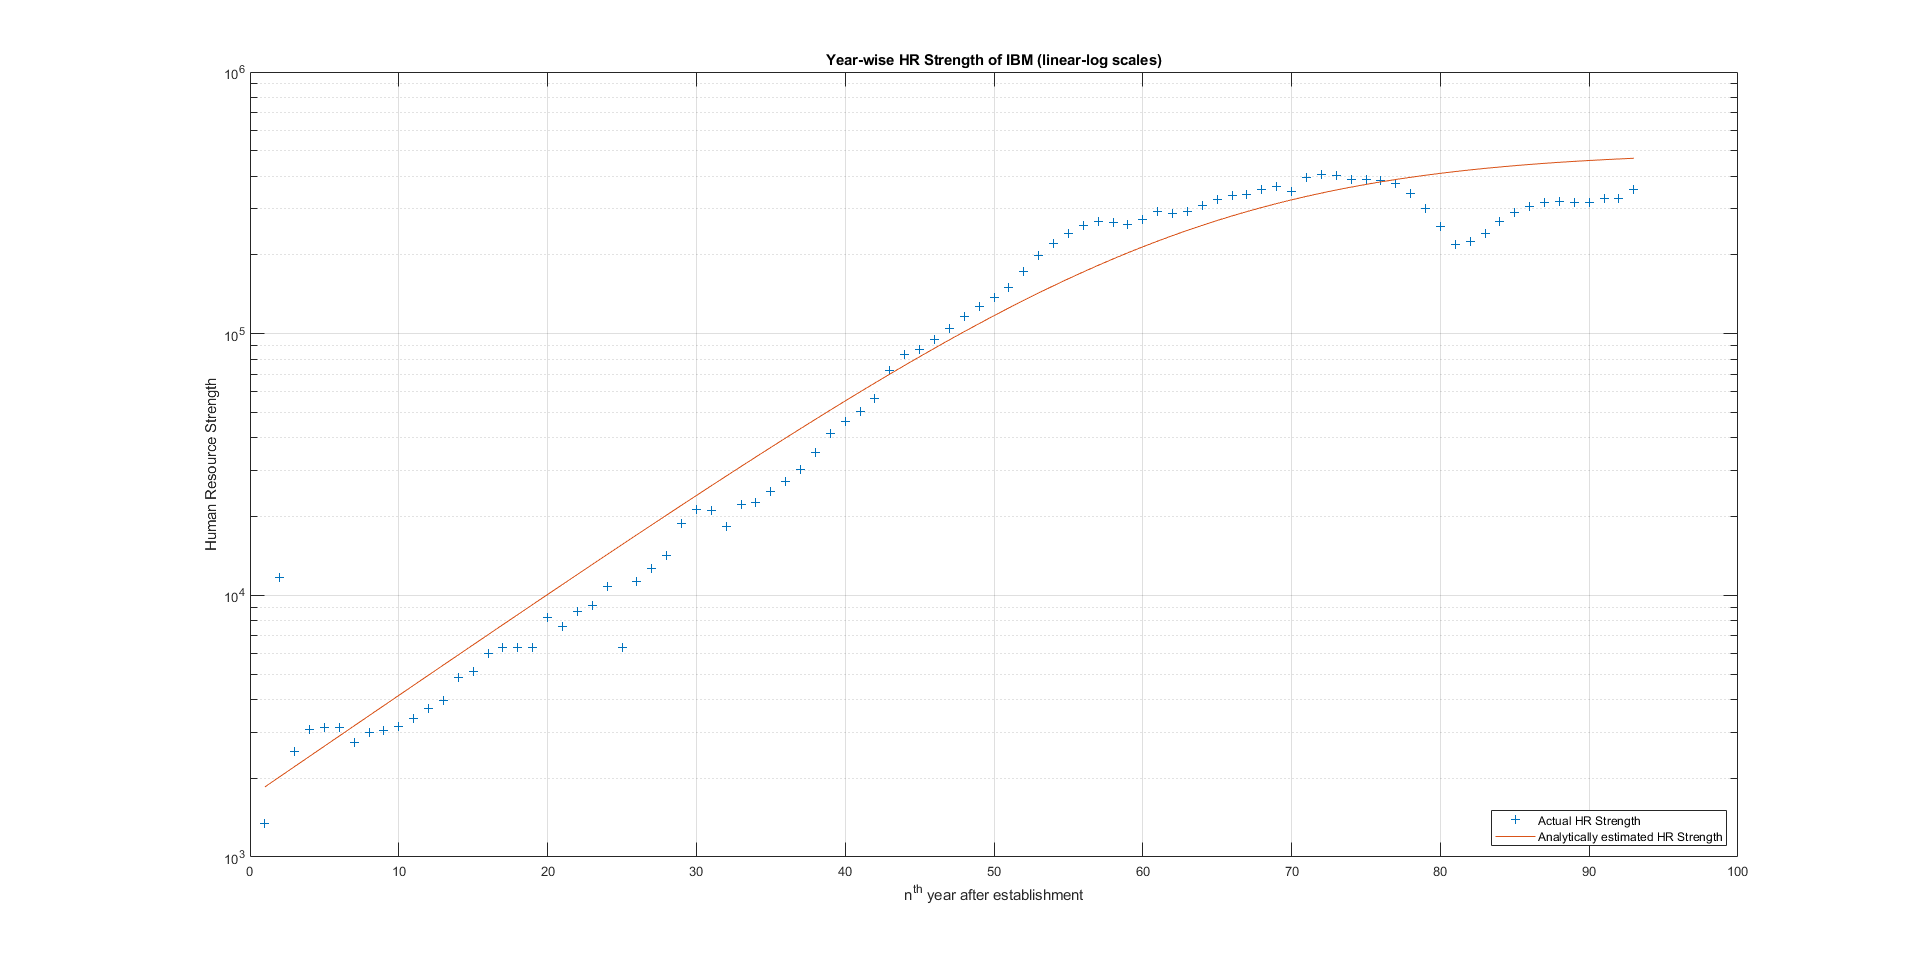 Year-wise HR Strength of IBM (linear-log scales)
10^6
10^5
10^4
10^3
Human Resource Strength
0 10 20 30 40 50 60 70 80 90 100
n^th year after establishment
Actual HR Strength
Analytically estimated HR Strength